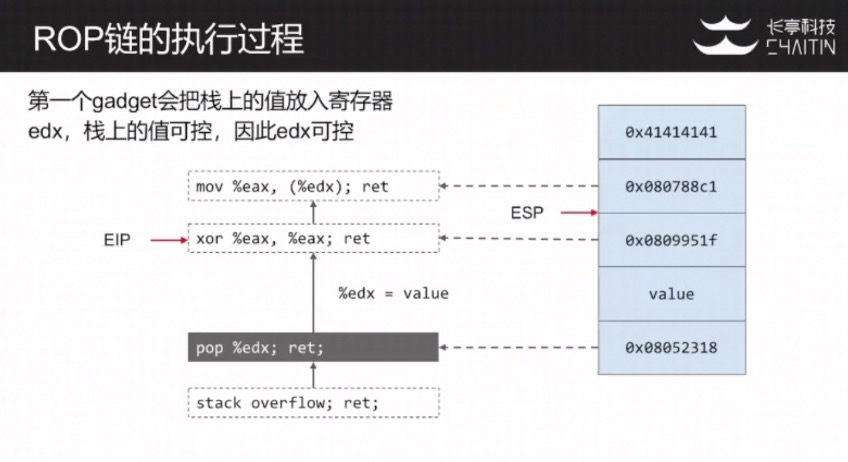 ROP链的执行过程
长亭科技
CHAITIN
第一个gadget会把栈上的值放入寄存器
edx，栈上的值可控，因此edx可控
0x41414141
mov %eax, (%edx); ret
0x080788c1
ESP
EIP
xor %eax, %eax; ret
0x0809951f
%edx = value
value
pop %edx; ret;
0x08052318
stack overflow; ret;